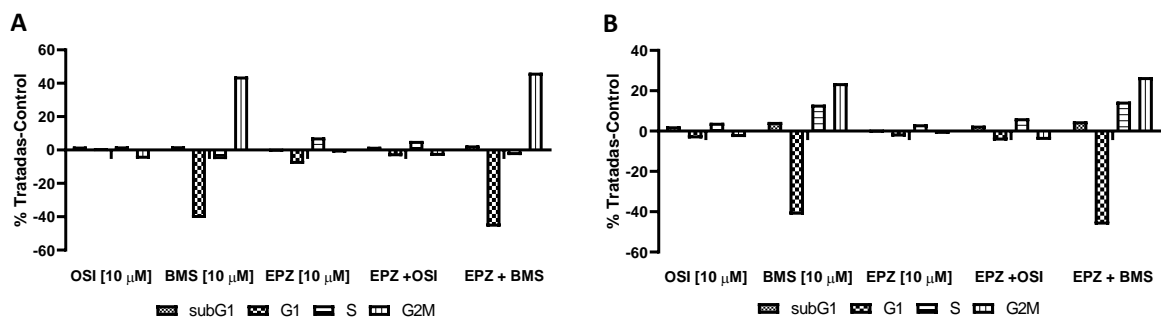 A
% Tratadas-Control
60
40
20
0
-20
-40
-60
OSI [10 μM] BMS [10 μM] EPZ [10 μM] EPZ +OSI EPZ + BMS
subG1 G1 S G2M
B
% Tratadas-Control
40
20
0
-20
-40
-60
OSI [10 μM] BMS [10 μM] EPZ [10 μM] EPZ +OSI EPZ + BMS
subG1 G1 S G2M